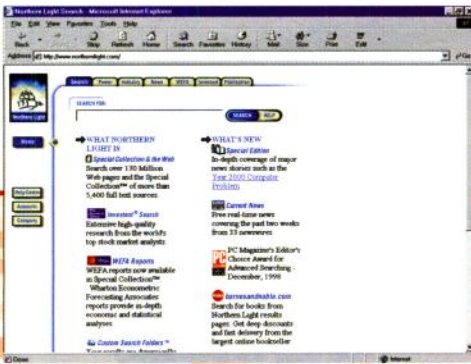 Northern Light Search - Microsoft Internet Explorer
File Edit View Favorites Tools Help
Back Stop Refresh Home Search Favorites History Mail Size Print Edit
Address http://www.northernlight.com/
Northern Light
Search Power Industry News WEFA Investext Publication
SEARCH FOR:
SEARCH HELP
Home
Help Center
Accounts
Company
WHAT NORTHERN
LIGHT IS
Special Collection & the Web
Search over 130 Million
Web pages and the Special
Collection™ of more than
5,400 full text sources.
Investext® Search
Extensive high-quality
research from the world's
top stock market analysts.
WEFA Reports
WEFA reports now available
in Special Collection™.
Wharton Econometric
Forecasting Associates
reports provide in-depth
economic and statistical
analyses
Custom Search Folders™
WHAT'S NEW
Special Edition
In-depth coverage of major
news stories such as the
Year 2000 Computer
Problem
Current News
Free real-time news
covering the past two weeks
from 33 newswires
PC Magazine's Editor's
Choice Award for
Advanced Searching -
December, 1998
barnesandnoble.com
Search for books from
Northern Light results
pages. Get deep discounts
and fast delivery from the
largest online bookseller
Done
Internet